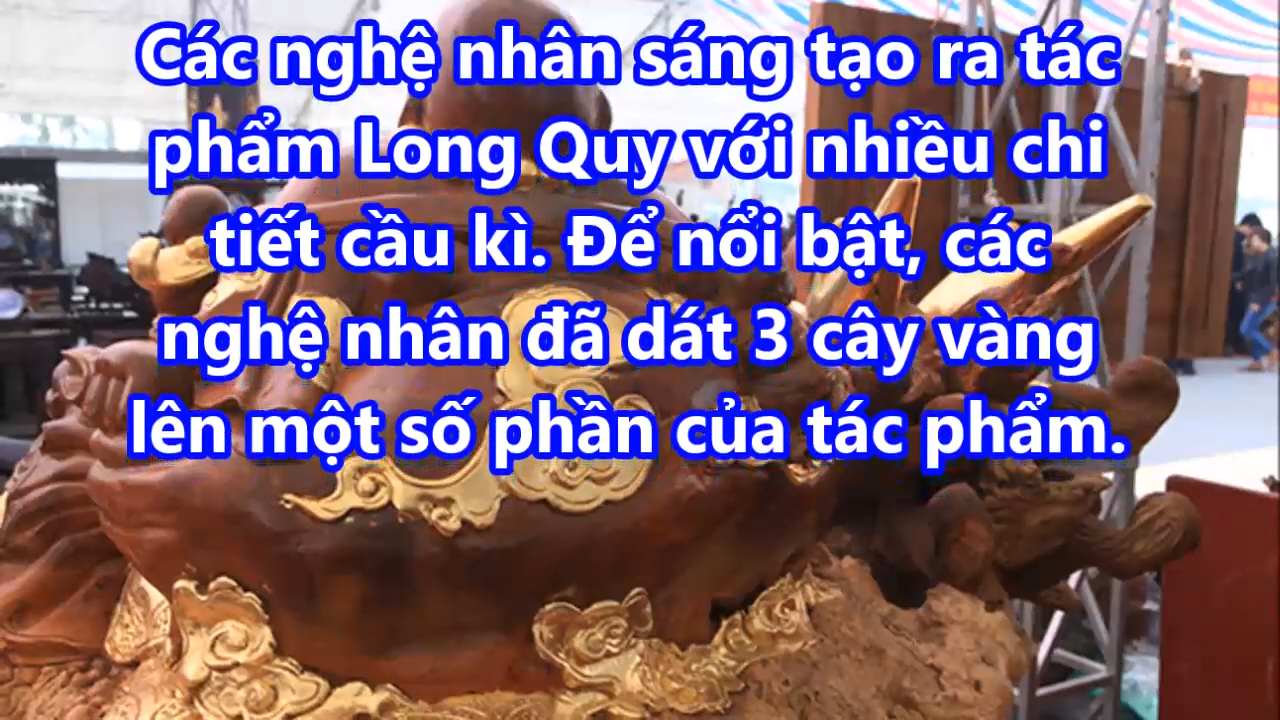 Các nghệ nhân sáng tạo ra tác
phẩm Long Quy với nhiều chi
tiết cầu kì. Để nổi bật, các
nghệ nhân đã dát 3 cây vàng
lên một số phần của tác phẩm.